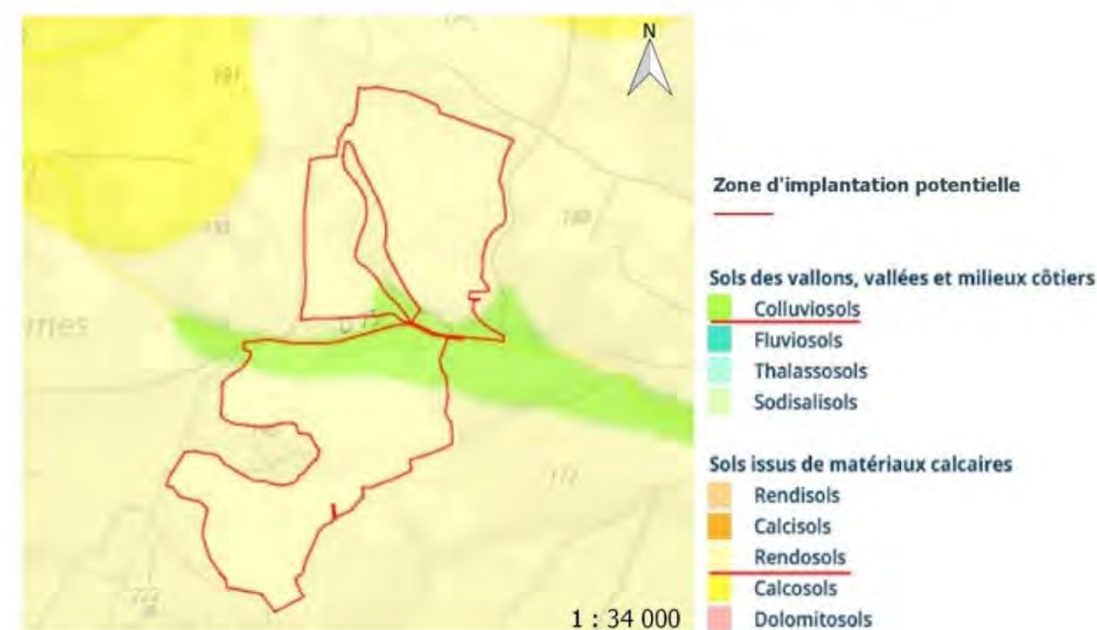 N
Zone d'implantation potentielle
Sols des vallons, vallées et milieux côtiers
Colluviosols
Fluviosols
Thalassosols
Sodisalisols
Sols issus de matériaux calcaires
Rendisols
Calcisols
Rendosols
Calcosols
Dolomitosols
172
1 : 34 000